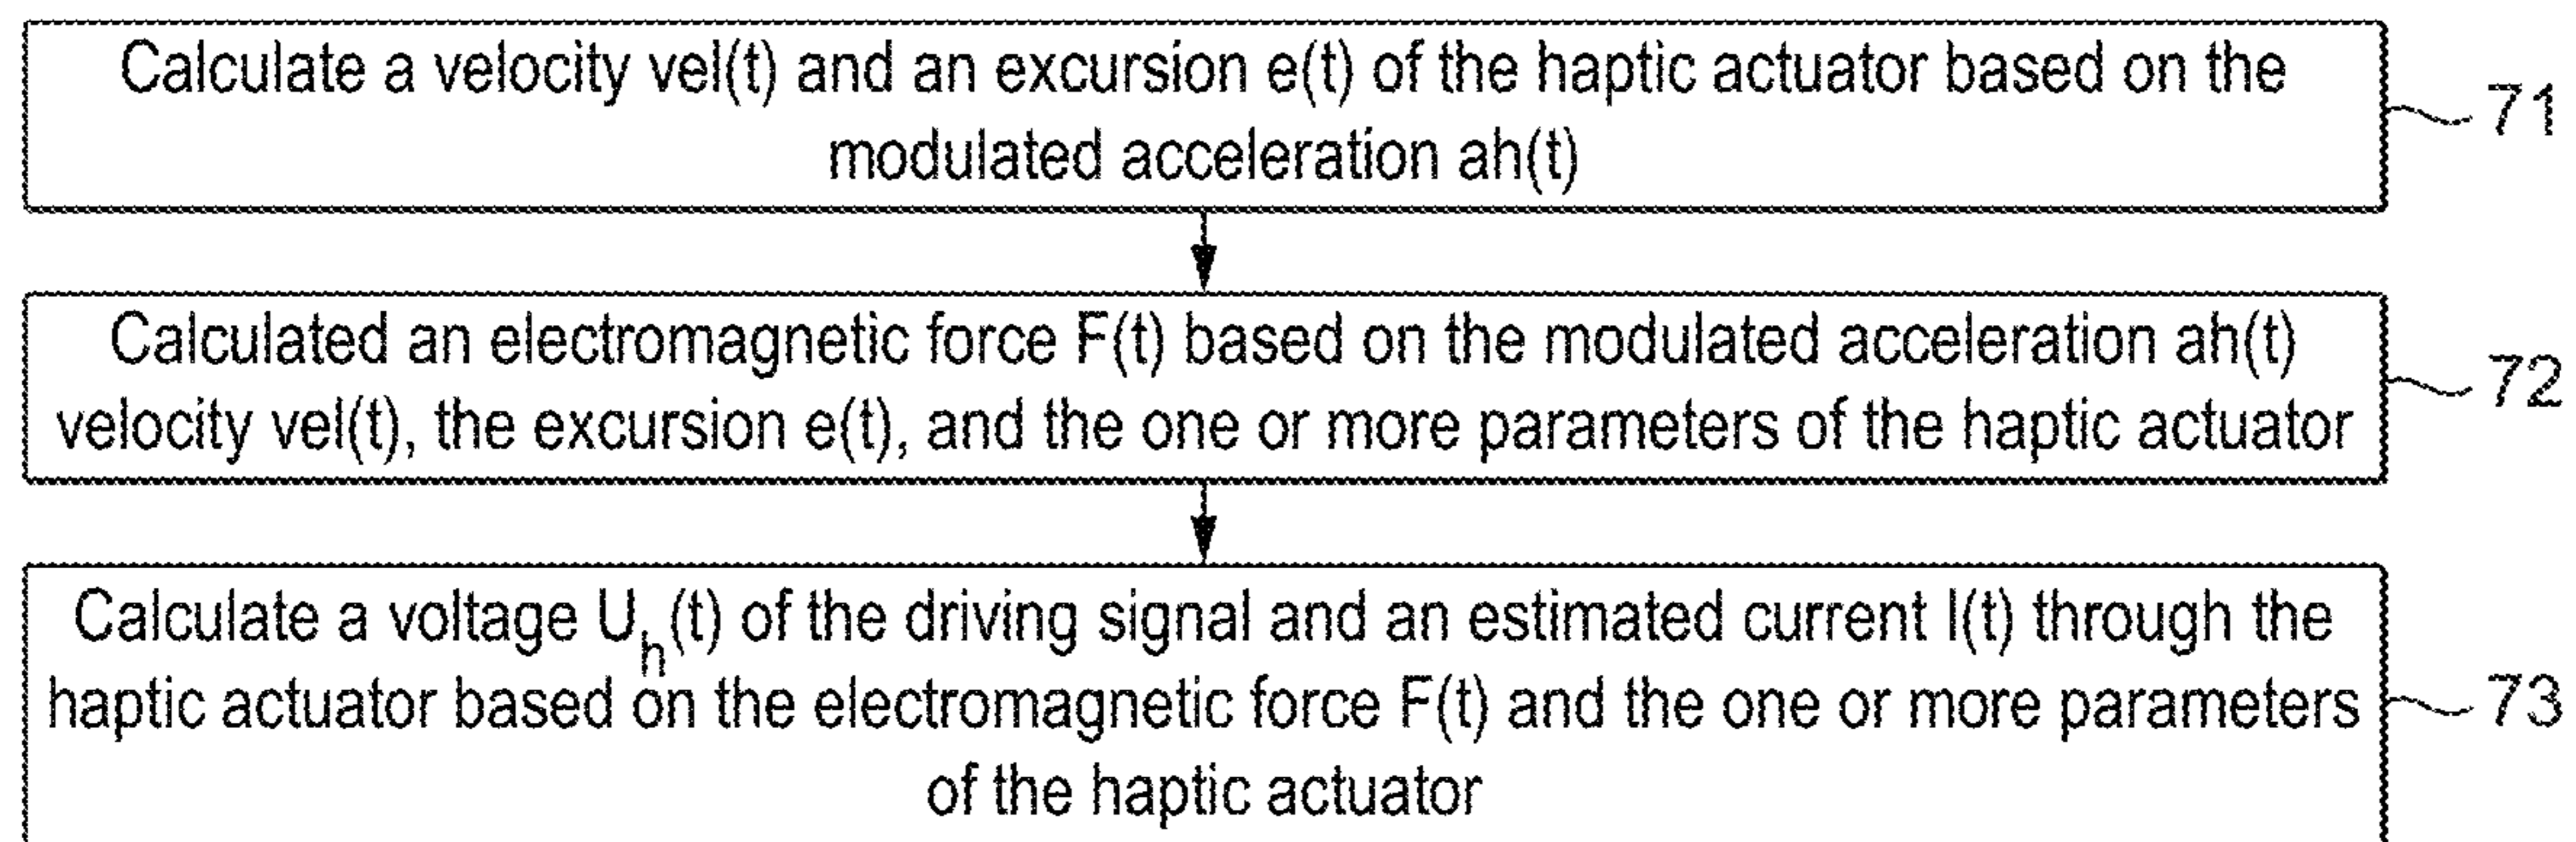 Calculate a velocity vel(t) and an excursion e(t) of the haptic actuator based on the
modulated acceleration ah(t)
71
Calculated an electromagnetic force F(t) based on the modulated acceleration ah(t)
velocity vel(t), the excursion e(t), and the one or more parameters of the haptic actuator
72
Calculate a voltage Uh(t) of the driving signal and an estimated current I(t) through the
haptic actuator based on the electromagnetic force F(t) and the one or more parameters
of the haptic actuator
73